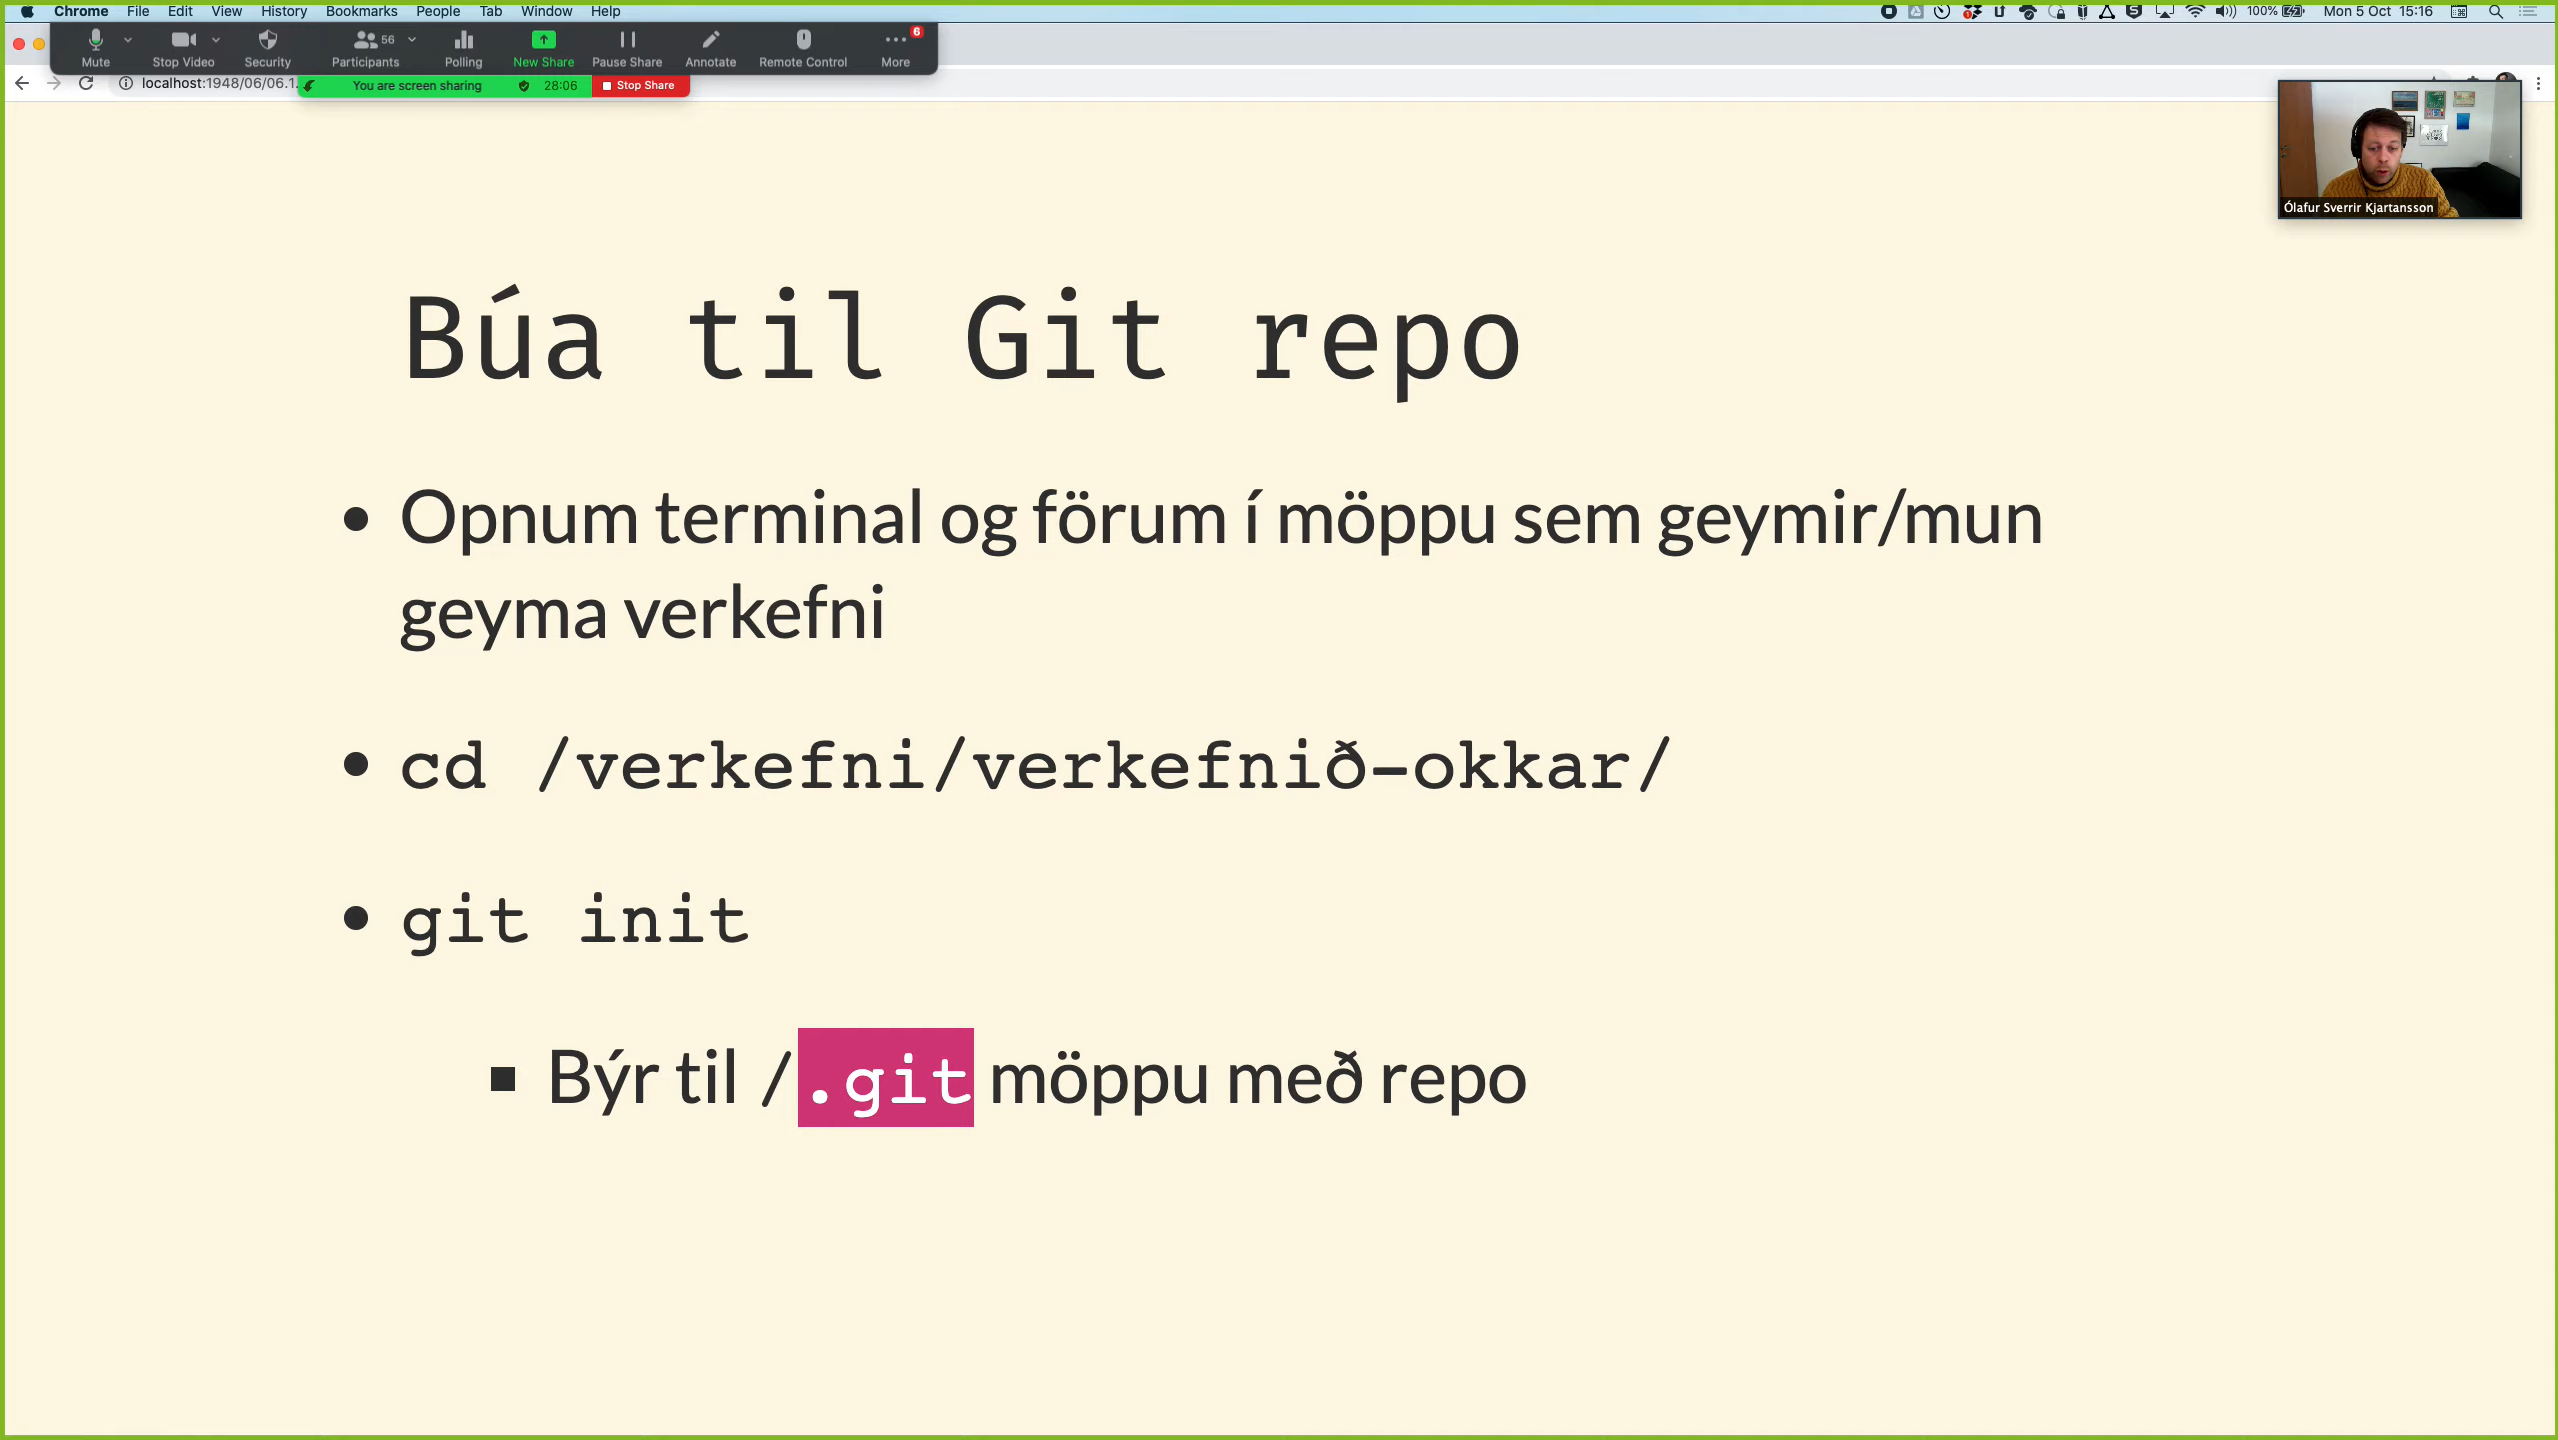 Chrome File Edit View History Bookmarks People Tab Window Help 100% Mon 5 Oct 15:16
56 6
Mute Stop Video Security Participants Polling New Share Pause Share Annotate Remote Control More
localhost:1948/06/06.1. You are screen sharing 28:06 Stop Share
Ólafur Sverrir Kjartansson
Búa til Git repo
• Opnum terminal og förum í möppu sem geymir/mun
geyma verkefni
• cd /verkefni/verkefnið-okkar/
• git init
▪ Býr til /.git möppu með repo